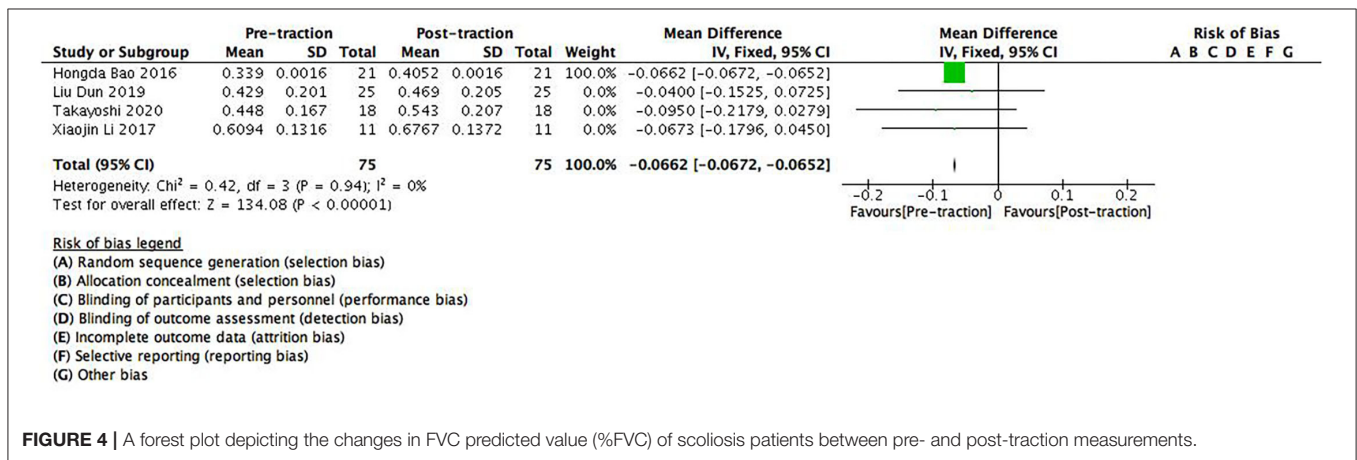 Pre-traction Post-traction Mean Difference Mean Difference Risk of Bias
Study or Subgroup Mean SD Total Mean SD Total Weight IV, Fixed, 95% CI IV, Fixed, 95% CI A B C D E F G
Hongda Bao 2016 0.339 0.0016 21 0.4052 0.0016 21 100.0% -0.0662 [-0.0672, -0.0652]
Liu Dun 2019 0.429 0.201 25 0.469 0.205 25 0.0% -0.0400 [-0.1525, 0.0725]
Takayoshi 2020 0.448 0.167 18 0.543 0.207 18 0.0% -0.0950 [-0.2179, 0.0279]
Xiaojin Li 2017 0.6094 0.1316 11 0.6767 0.1372 11 0.0% -0.0673 [-0.1796, 0.0450]
Total (95% CI) 75 75 100.0% -0.0662 [-0.0672, -0.0652]
Heterogeneity: Chi² = 0.42, df = 3 (P = 0.94); I² = 0%
Test for overall effect: Z = 134.08 (P < 0.00001)
-0.2 -0.1 0 0.1 0.2
Favours[Pre-traction] Favours[Post-traction]
Risk of bias legend
(A) Random sequence generation (selection bias)
(B) Allocation concealment (selection bias)
(C) Blinding of participants and personnel (performance bias)
(D) Blinding of outcome assessment (detection bias)
(E) Incomplete outcome data (attrition bias)
(F) Selective reporting (reporting bias)
(G) Other bias
FIGURE 4 | A forest plot depicting the changes in FVC predicted value (%FVC) of scoliosis patients between pre- and post-traction measurements.